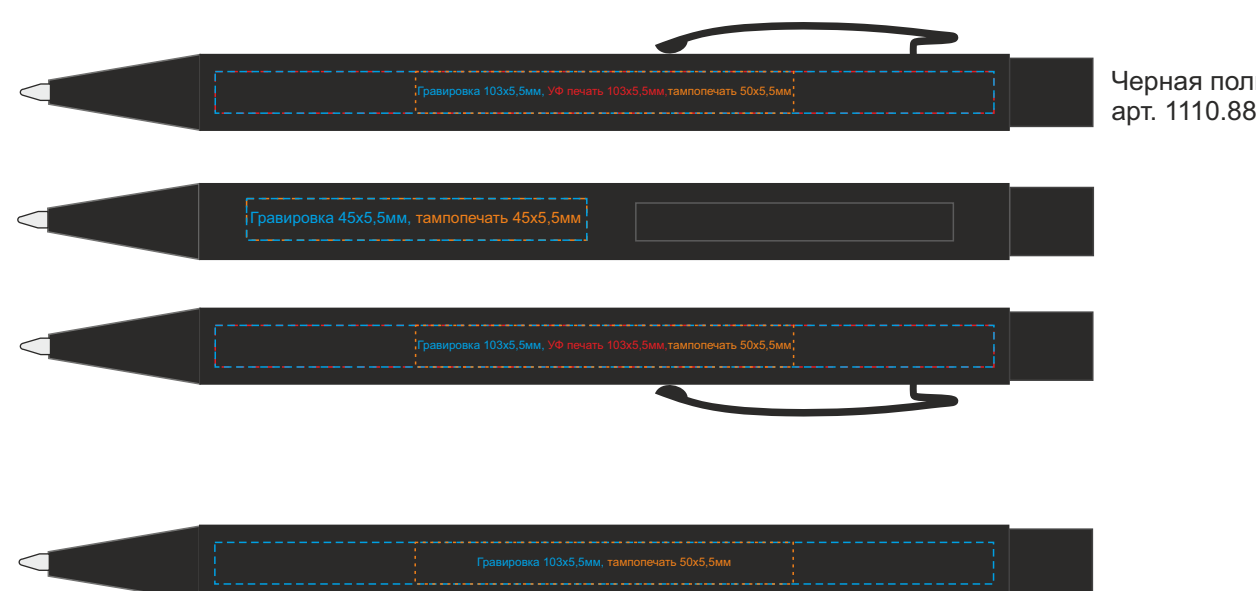 Гравировка 103х5,5мм, УФ печать 103х5,5мм,тампопечать 50х5,5мм
Черная
арт. 1110.88
Гравировка 45х5,5мм, тампопечать 45х5,5мм
Гравировка 103х5,5мм, УФ печать 103х5,5мм,тампопечать 50х5,5мм
Гравировка 103х5,5мм, тампопечать 50х5,5мм